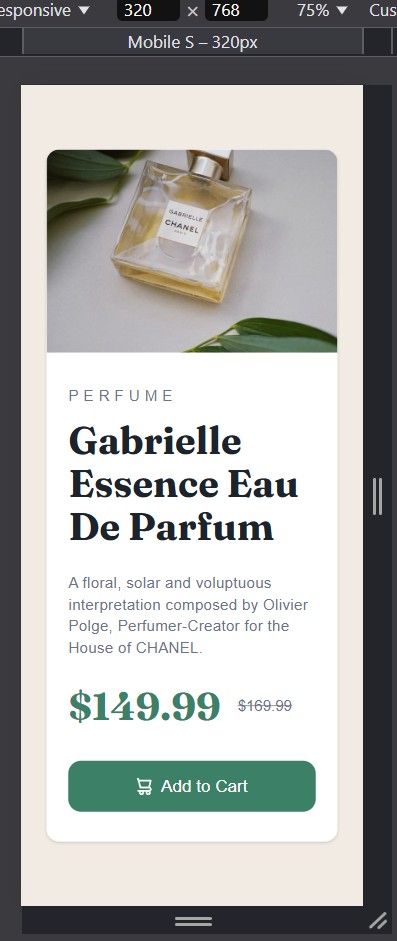 esponsive 320 × 768 75% Cus
Mobile S – 320px
GABRIELLE
CHANEL
PARIS
PERFUME
Gabrielle
Essence Eau
De Parfum
A floral, solar and voluptuous
interpretation composed by Olivier
Polge, Perfumer-Creator for the
House of CHANEL.
$149.99 $169.99
Add to Cart